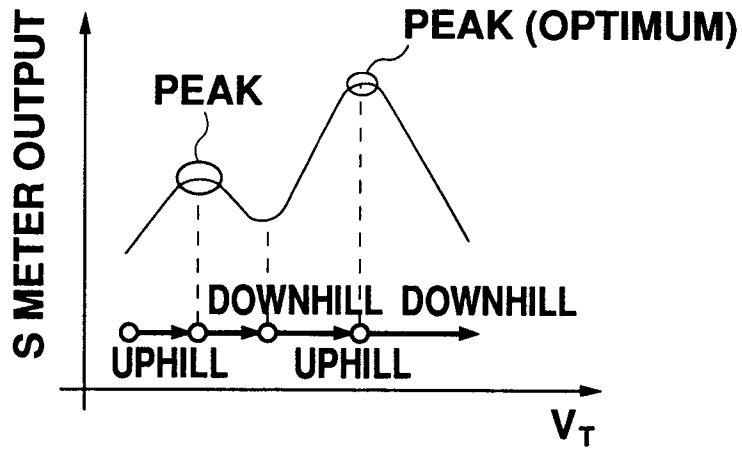 S METER OUTPUT
PEAK (OPTIMUM)
PEAK
DOWNHILL DOWNHILL
UPHILL UPHILL
V_T